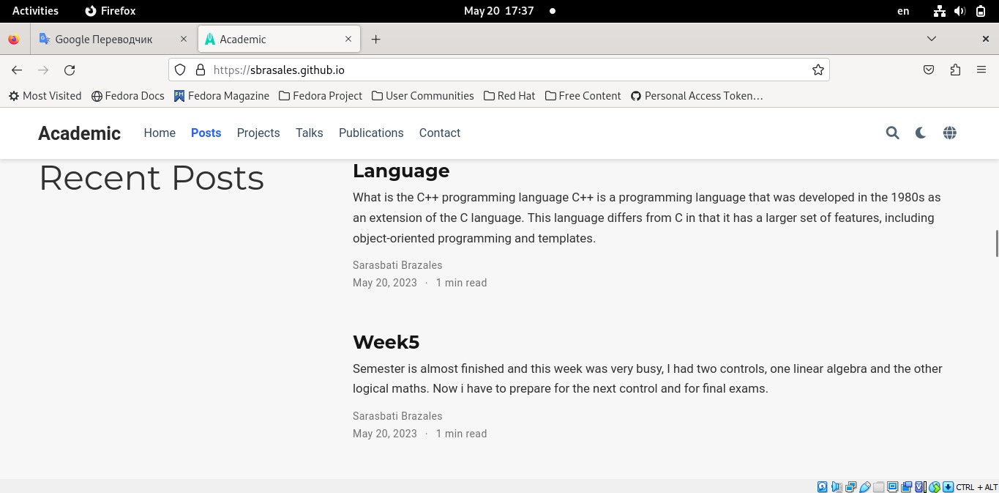 Activities Firefox May 20 17:37 en
Google Переводчик Academic
https://sbrasales.github.io
Most Visited Fedora Docs Fedora Magazine Fedora Project User Communities Red Hat Free Content Personal Access Token…
Academic Home Posts Projects Talks Publications Contact
Recent Posts
Language
What is the C++ programming language C++ is a programming language that was developed in the 1980s as
an extension of the C language. This language differs from C in that it has a larger set of features, including
object-oriented programming and templates.
Sarasbati Brazales
May 20, 2023 · 1 min read
Week5
Semester is almost finished and this week was very busy, I had two controls, one linear algebra and the other
logical maths. Now i have to prepare for the next control and for final exams.
Sarasbati Brazales
May 20, 2023 · 1 min read
CTRL + ALT